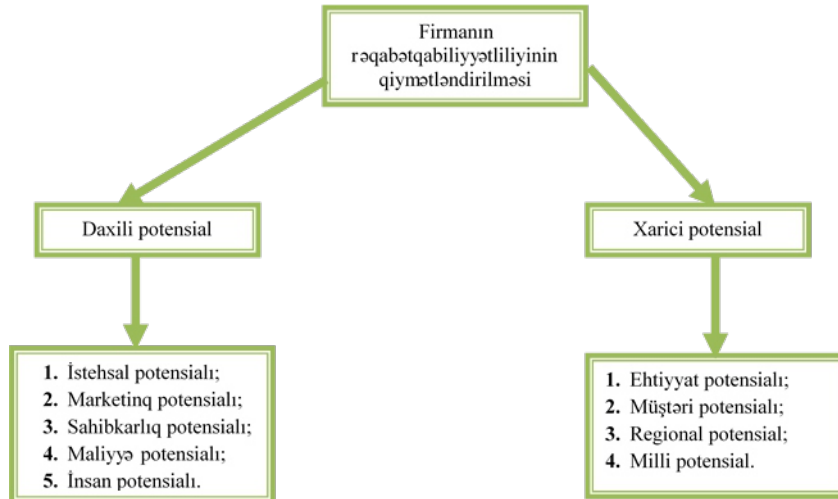 Firmanın
rəqabətqabiliyyətliliyinin
qiymətləndirilməsi
Daxili potensial
Xarici potensial
1. İstehsal potensialı;
2. Marketinq potensialı;
3. Sahibkarlıq potensialı;
4. Maliyyə potensialı;
5. İnsan potensialı.
1. Ehtiyyat potensialı;
2. Müştəri potensialı;
3. Regional potensial;
4. Milli potensial.